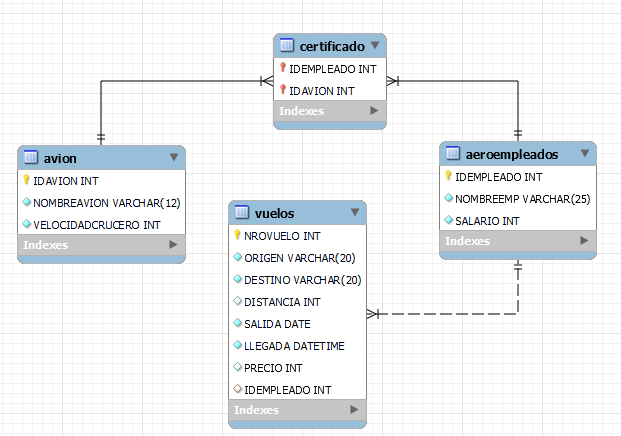 certificado
IDEMPLEADO INT
IDAVION INT
Indexes
avion
IDAVION INT
NOMBREAVION VARCHAR(12)
VELOCIDADCRUCERO INT
Indexes
aeroempleados
IDEMPLEADO INT
NOMBREEMP VARCHAR(25)
SALARIO INT
Indexes
vuelos
NROVUELO INT
ORIGEN VARCHAR(20)
DESTINO VARCHAR(20)
DISTANCIA INT
SALIDA DATE
LLEGADA DATETIME
PRECIO INT
IDEMPLEADO INT
Indexes